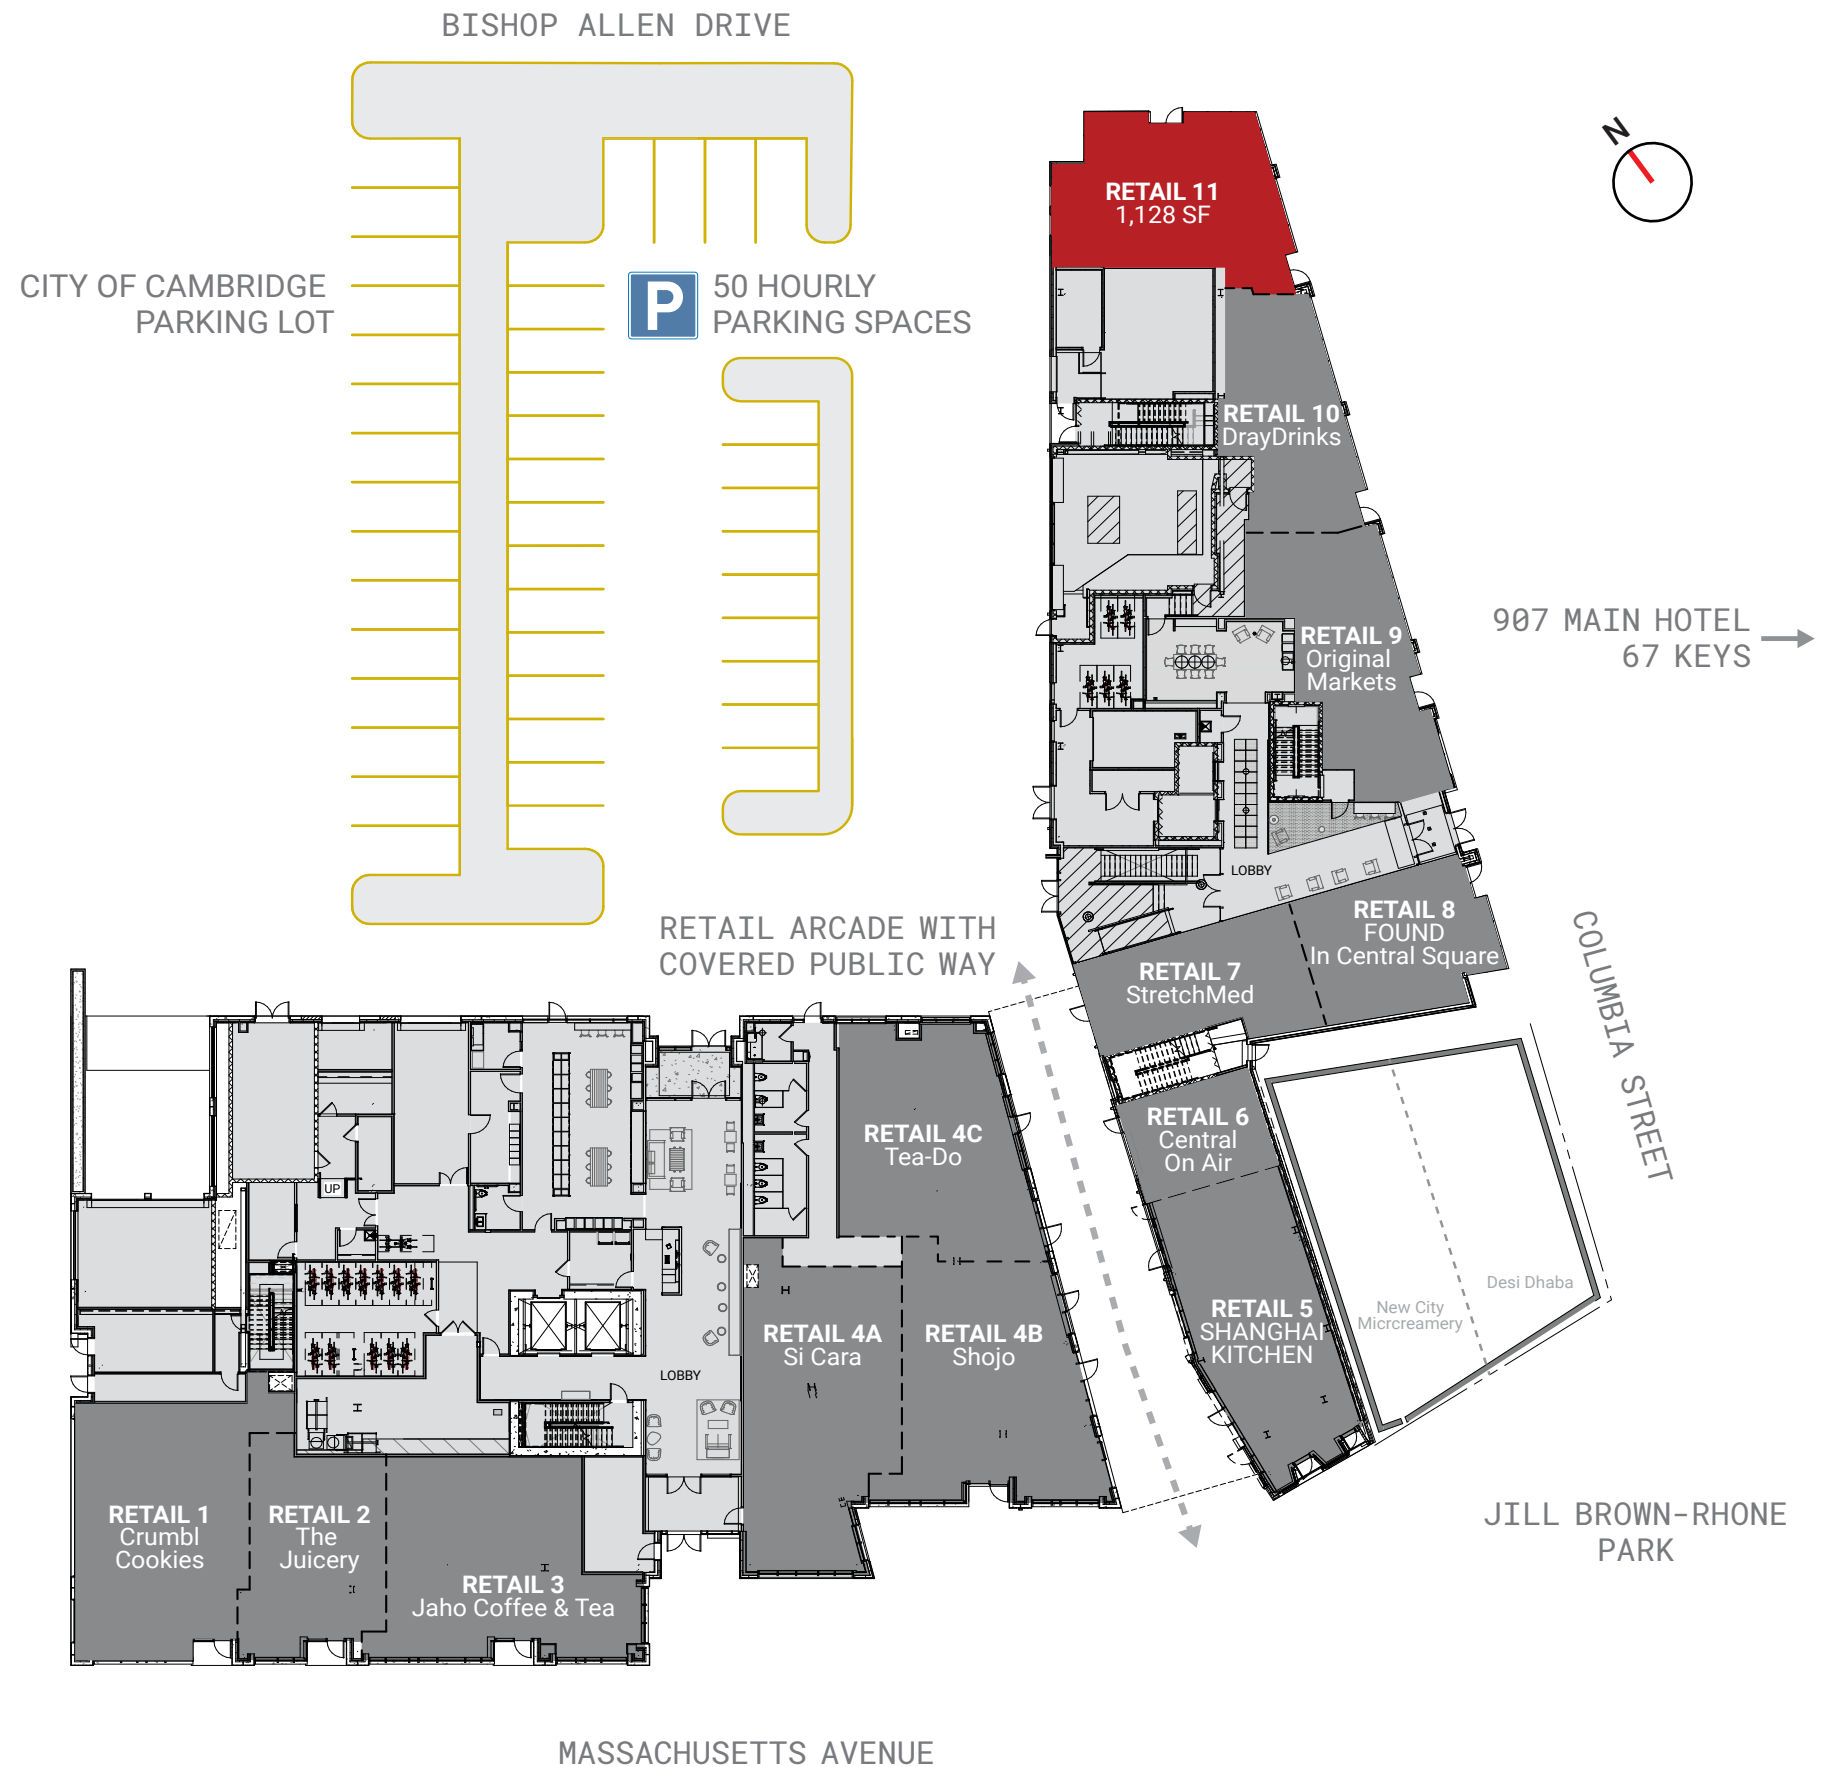 BISHOP ALLEN DRIVE
N
RETAIL 11
1,128 SF
CITY OF CAMBRIDGE
PARKING LOT
P
50 HOURLY
PARKING SPACES
RETAIL 10
DrayDrinks
907 MAIN HOTEL
67 KEYS
RETAIL 9
Original
Markets
LOBBY
RETAIL 8
FOUND
In Central Square
RETAIL 7
StretchMed
RETAIL ARCADE WITH
COVERED PUBLIC WAY
COLUMBIA STREET
RETAIL 6
Central
On Air
RETAIL 4C
Tea-Do
UP
Desi Dhaba
New City
Micrcreamery
RETAIL 5
SHANGHAI
KITCHEN
RETAIL 4A
Si Cara
RETAIL 4B
Shojo
LOBBY
RETAIL 1
Crumbl
Cookies
RETAIL 2
The
Juicery
RETAIL 3
Jaho Coffee & Tea
JILL BROWN-RHONE
PARK
MASSACHUSETTS AVENUE